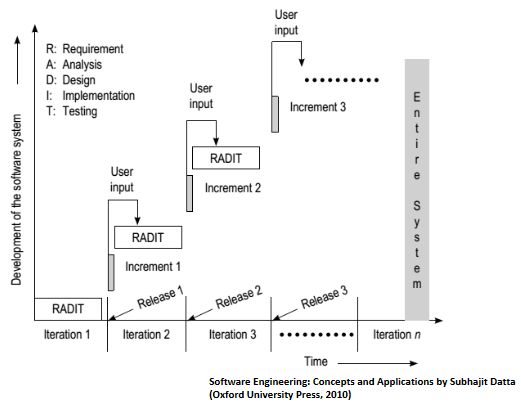 R: Requirement
A: Analysis
D: Design
I: Implementation
T: Testing
User
input
User
input
User
input
Increment 3
RADIT
Increment 2
RADIT
Increment 1
RADIT
Release 1
Release 2
Release 3
Iteration 1
Iteration 2
Iteration 3
Iteration n
Time
Development of the software system
Entire System
Software Engineering: Concepts and Applications by Subhajit Datta
(Oxford University Press, 2010)